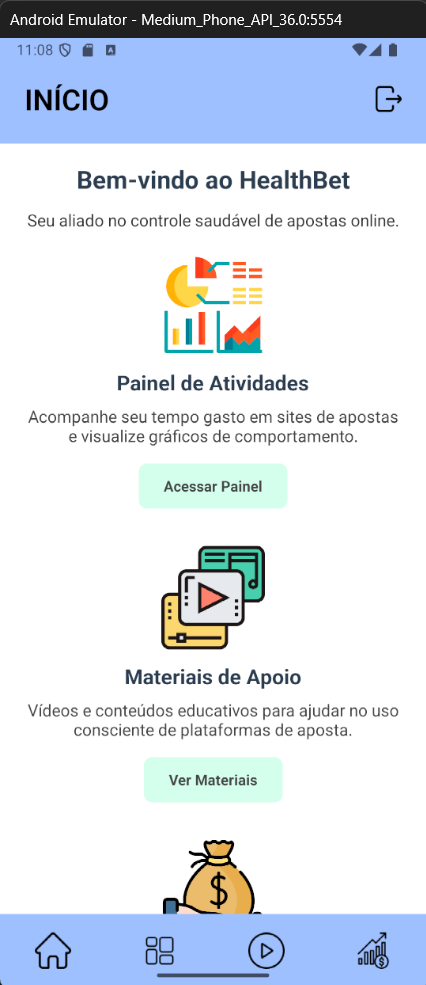 Android Emulator - Medium_Phone_API_36.0:5554
11:08
A
INÍCIO
Bem-vindo ao HealthBet
Seu aliado no controle saudável de apostas online.
Painel de Atividades
Acompanhe seu tempo gasto em sites de apostas
e visualize gráficos de comportamento.
Acessar Painel
Materiais de Apoio
Vídeos e conteúdos educativos para ajudar no uso
consciente de plataformas de aposta.
Ver Materiais
$
$